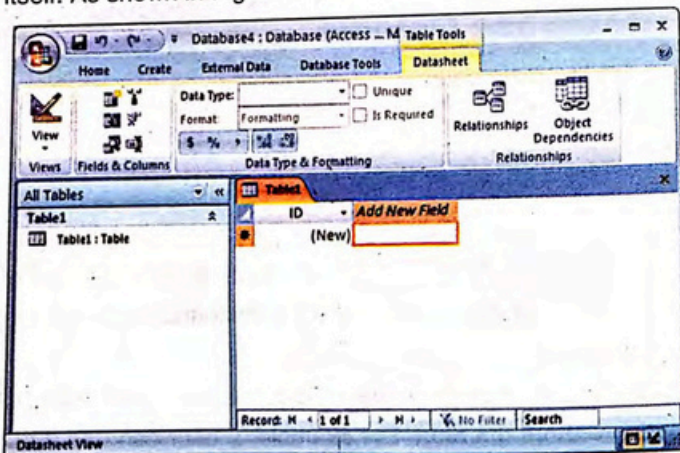 itself. As shown
Database4 : Database (Access - M Table Tools
Home Create External Data Database Tools Datasheet
View
Views
Fields & Columns
Data Type:
Unique
Format: Formatting
Is Required
$ % ,
Data Type & Formatting
Relationships
Object Dependencies
Relationships
All Tables
Table1
Table1 : Table
Table1
ID Add New Field
(New)
Record: 1 of 1 No Filter Search
Datasheet View